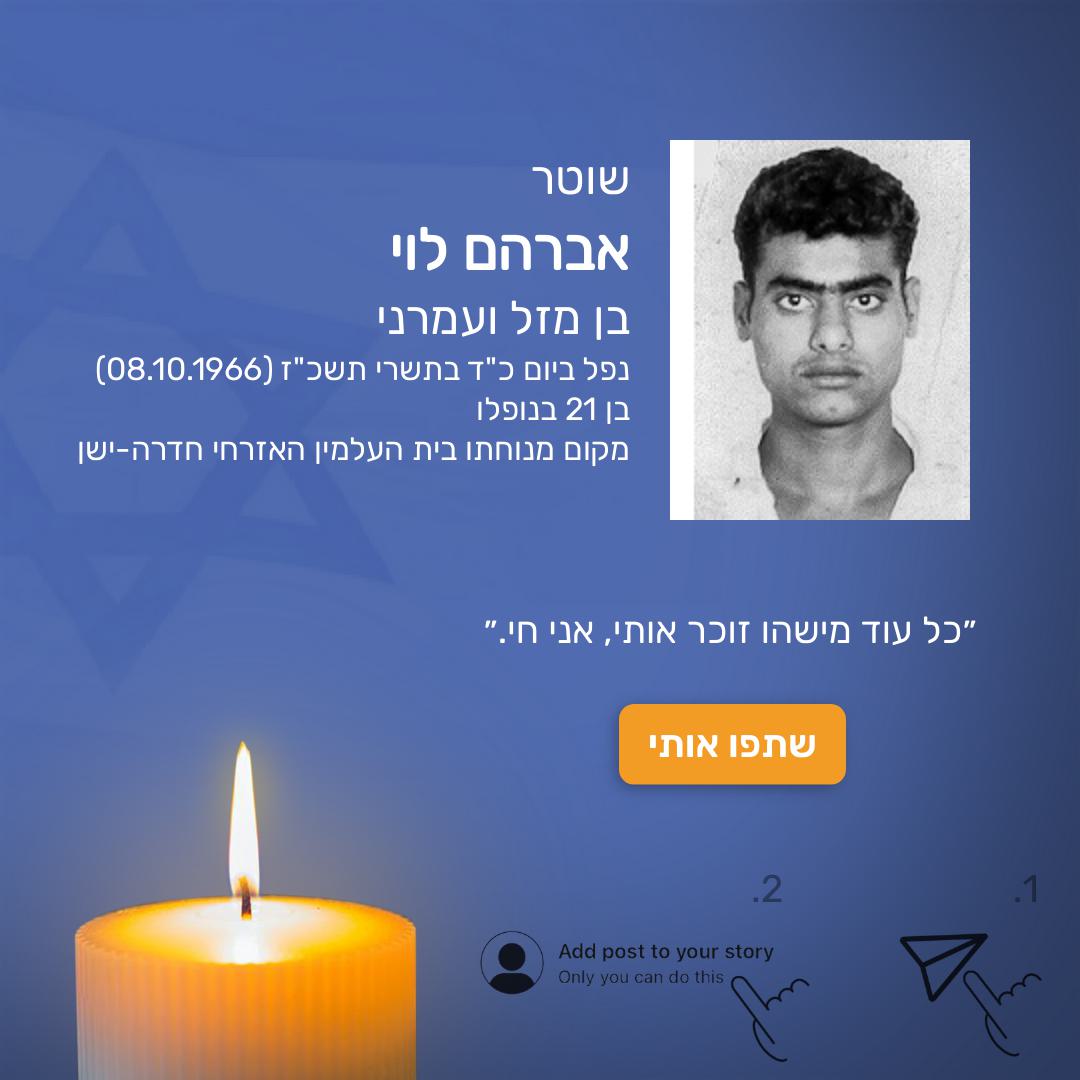 שוטר
אברהם לוי
בן מזל ועמרני
נפל ביום כ"ד בתשרי תשכ"ז (08.10.1966)
בן 21 בנופלו
מקום מנוחתו בית העלמין האזרחי חדרה-ישן
״כל עוד מישהו זוכר אותי, אני חי.״
שתפו אותי
1.
2.
Add post to your story
Only you can do this